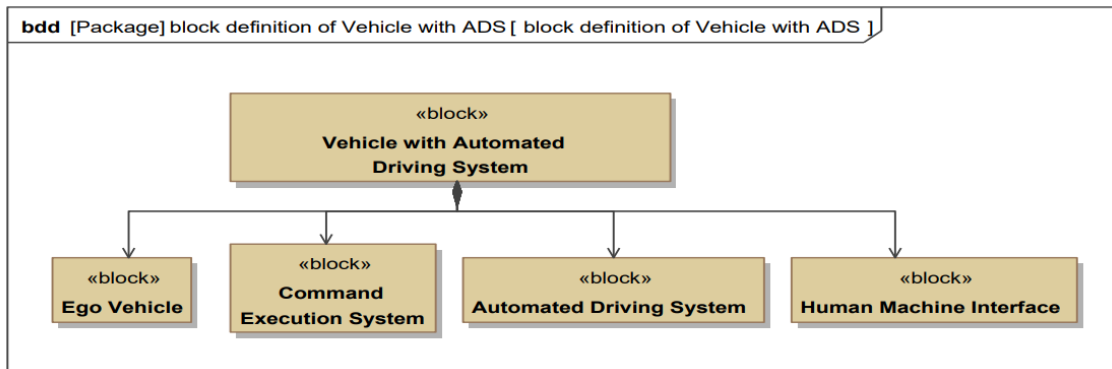 bdd [Package] block definition of Vehicle with ADS [ block definition of Vehicle with ADS ]
«block»
Vehicle with Automated
Driving System
«block»
Ego Vehicle
«block»
Command
Execution System
«block»
Automated Driving System
«block»
Human Machine Interface